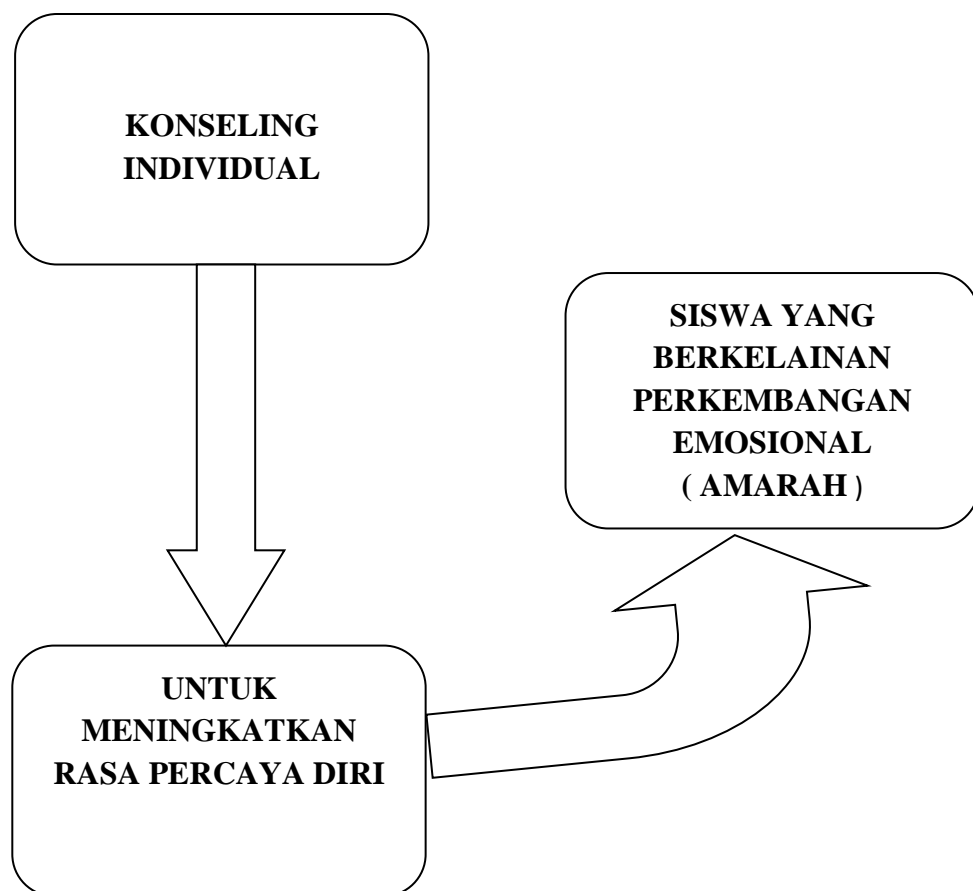 KONSELING
INDIVIDUAL
UNTUK
MENINGKATKAN
RASA PERCAYA DIRI
SISWA YANG
BERKELAINAN
PERKEMBANGAN
EMOSIONAL
( AMARAH )